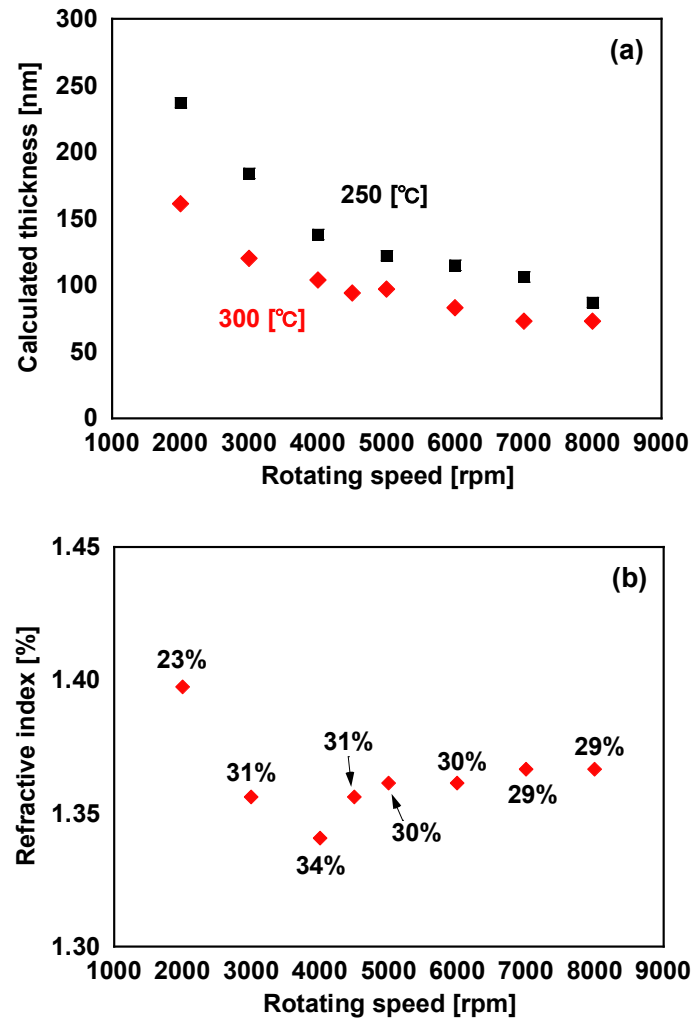 300
(a)
250
200
250 [℃]
150
100
300 [℃]
50
0
1000 2000 3000 4000 5000 6000 7000 8000 9000
Rotating speed [rpm]
Calculated thickness [nm]
1.45
(b)
23%
1.40
31%
29%
31%
30%
29%
1.35
30%
34%
1.30
1000 2000 3000 4000 5000 6000 7000 8000 9000
Rotating speed [rpm]
Refractive index [%]